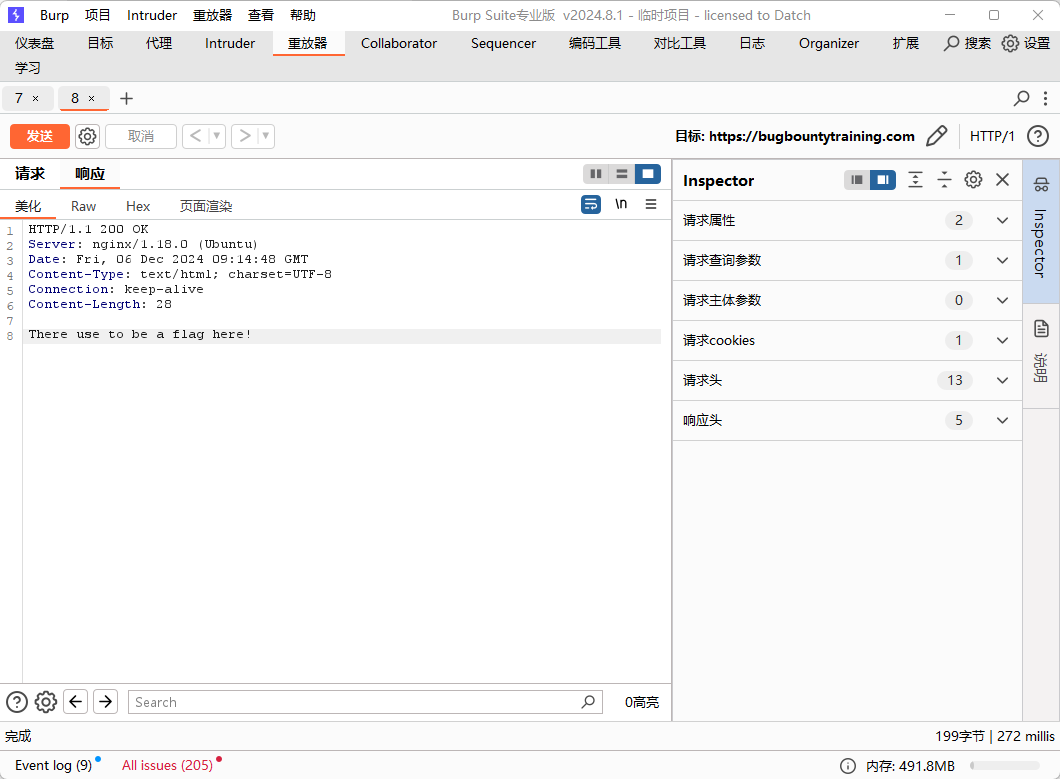 Burp 项目 Intruder 重放器 查看 帮助 Burp Suite专业版 v2024.8.1 - 临时项目 - licensed to Datch
仪表盘 目标 代理 Intruder 重放器 Collaborator Sequencer 编码工具 对比工具 日志 Organizer 扩展 搜索 设置
学习
7 × 8 × +
发送 取消 < > 目标: https://bugbountytraining.com HTTP/1 ?
请求 响应
美化 Raw Hex 页面渲染 \n
1 HTTP/1.1 200 OK
2 Server: nginx/1.18.0 (Ubuntu)
3 Date: Fri, 06 Dec 2024 09:14:48 GMT
4 Content-Type: text/html; charset=UTF-8
5 Connection: keep-alive
6 Content-Length: 28
7
8 There use to be a flag here!
Inspector
请求属性 2
请求查询参数 1
请求主体参数 0
请求cookies 1
请求头 13
响应头 5
Inspector
说明
? Search 0高亮
完成 199字节 | 272 millis
Event log (9) All issues (205) 内存: 491.8MB